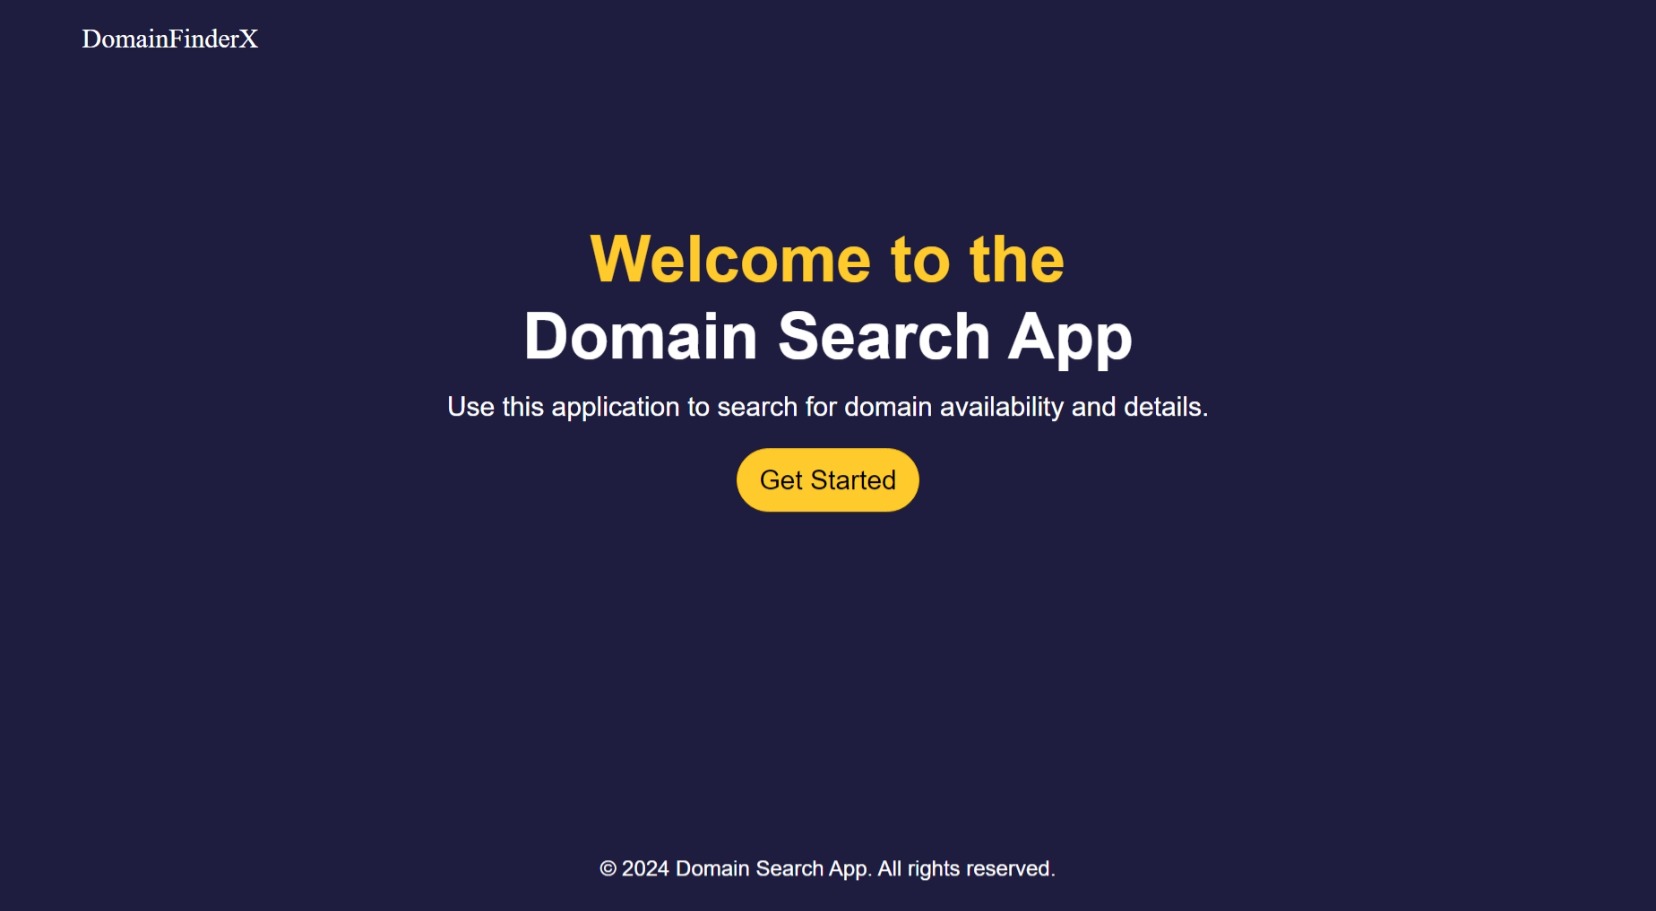 DomainFinderX
Welcome to the
Domain Search App
Use this application to search for domain availability and details.
Get Started
© 2024 Domain Search App. All rights reserved.